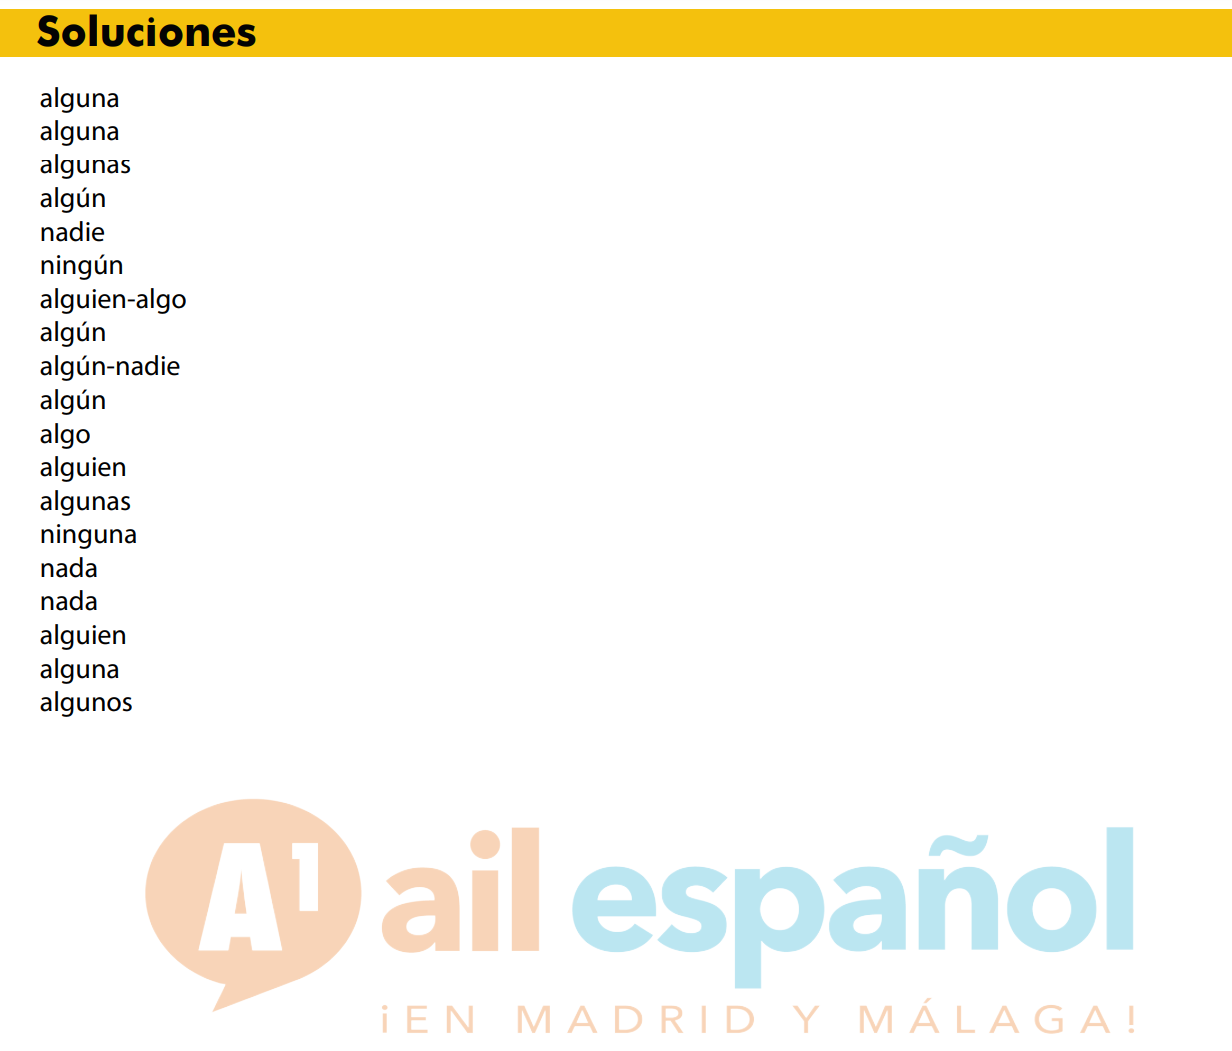 Soluciones
alguna
alguna
algunas
algún
nadie
ningún
alguien-algo
algún
algún-nadie
algún
algo
alguien
algunas
ninguna
nada
nada
alguien
alguna
algunos
A1 ail español
¡EN MADRID Y MÁLAGA!